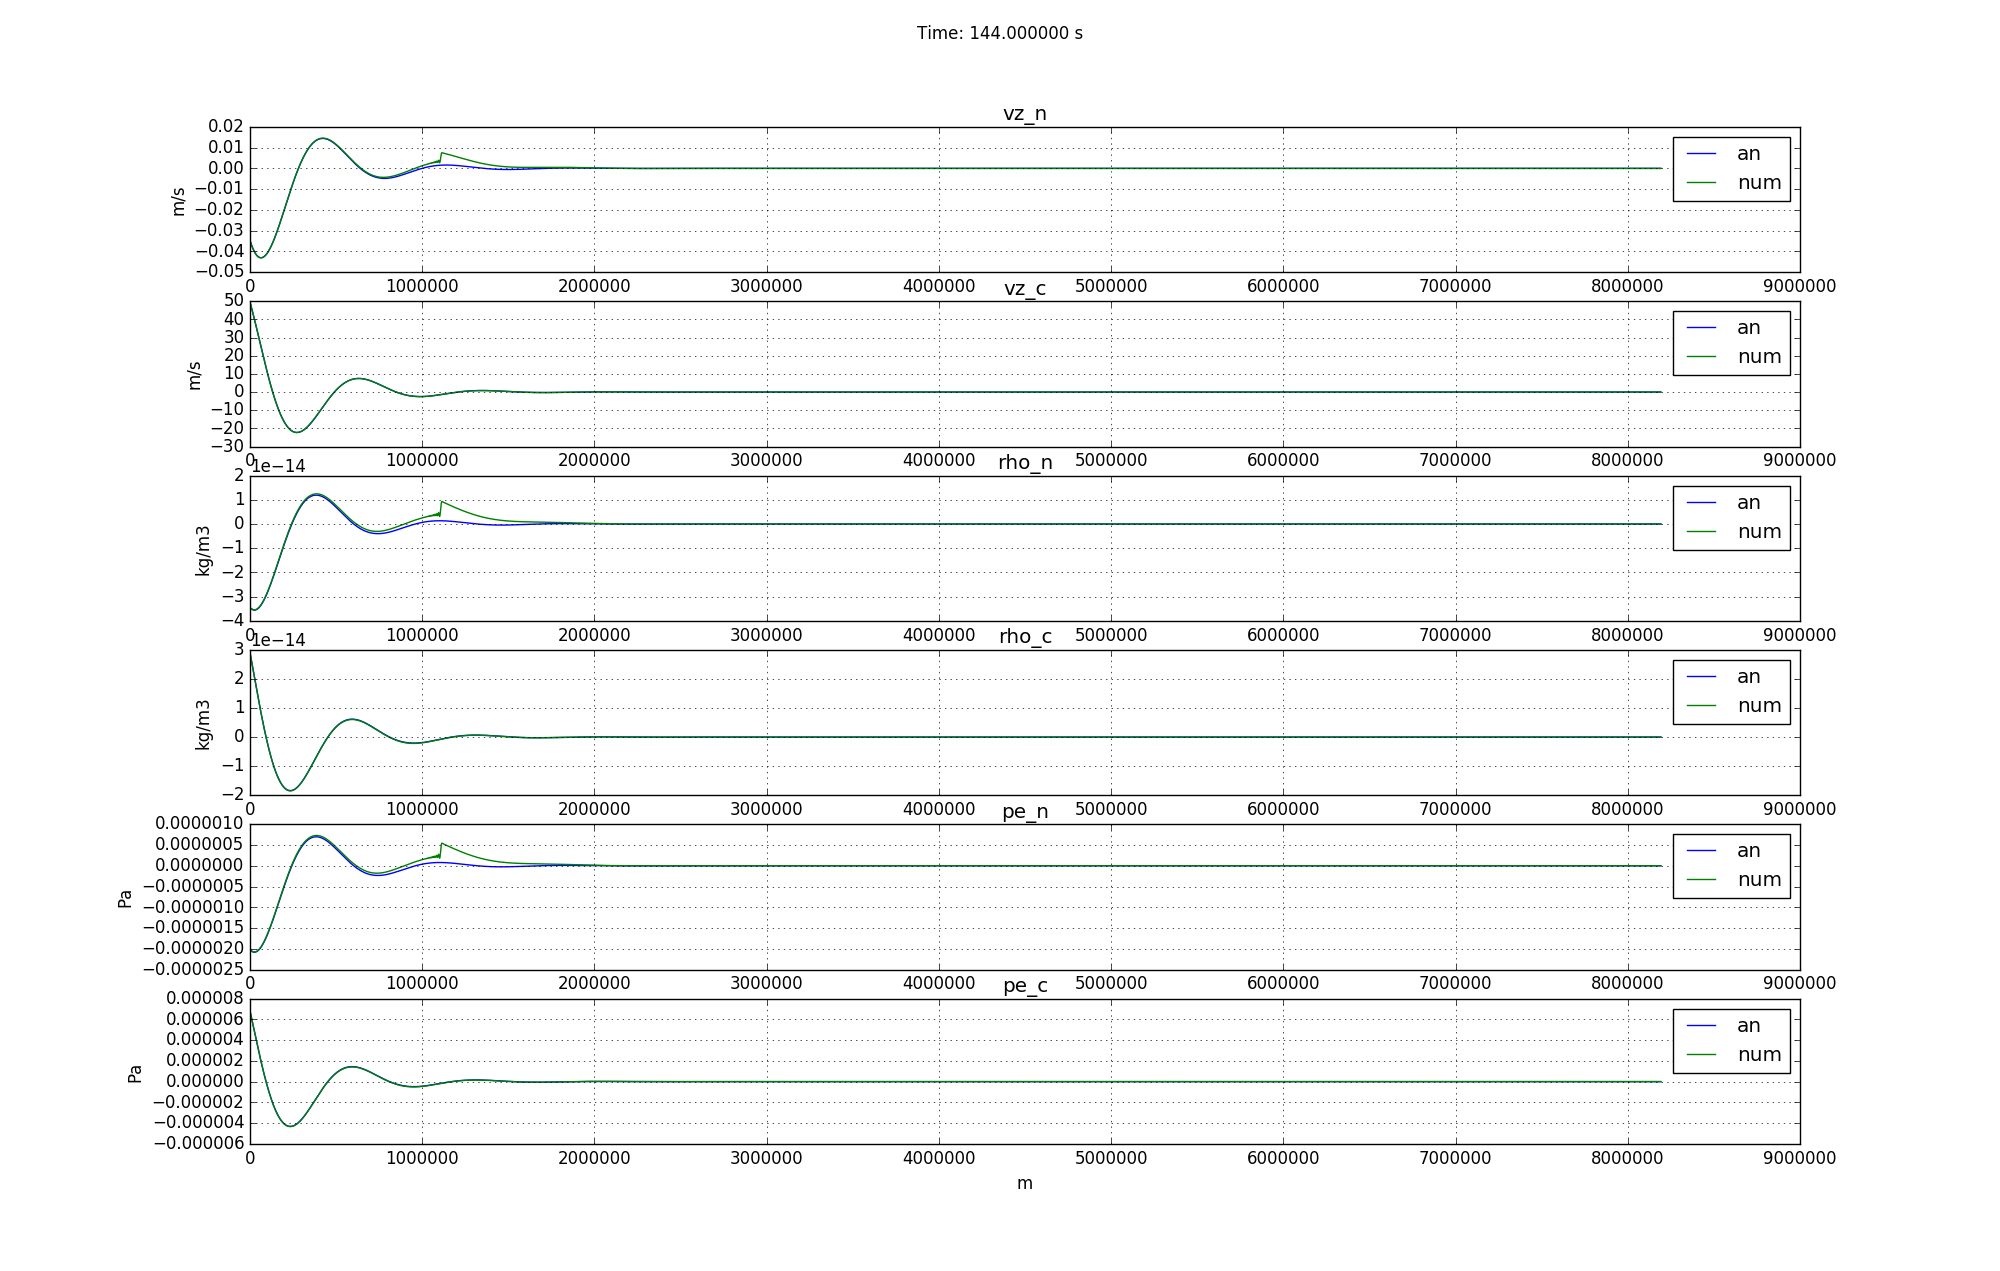 Time: 144.000000 s
vz_n
0.02
0.01
0.00
−0.01
−0.02
−0.03
−0.04
−0.05
m/s
an
num
0 1000000 2000000 3000000 4000000 5000000 6000000 7000000 8000000 9000000
vz_c
50
40
30
20
10
0
−10
−20
−30
m/s
an
num
0 1000000 2000000 3000000 4000000 5000000 6000000 7000000 8000000 9000000
1e−14
rho_n
2
1
0
−1
−2
−3
−4
kg/m3
an
num
0 1000000 2000000 3000000 4000000 5000000 6000000 7000000 8000000 9000000
1e−14
rho_c
3
2
1
0
−1
−2
kg/m3
an
num
0 1000000 2000000 3000000 4000000 5000000 6000000 7000000 8000000 9000000
pe_n
0.0000010
0.0000005
0.0000000
−0.0000005
−0.0000010
−0.0000015
−0.0000020
−0.0000025
Pa
an
num
0 1000000 2000000 3000000 4000000 5000000 6000000 7000000 8000000 9000000
pe_c
0.000008
0.000006
0.000004
0.000002
0.000000
−0.000002
−0.000004
−0.000006
Pa
an
num
0 1000000 2000000 3000000 4000000 5000000 6000000 7000000 8000000 9000000
m